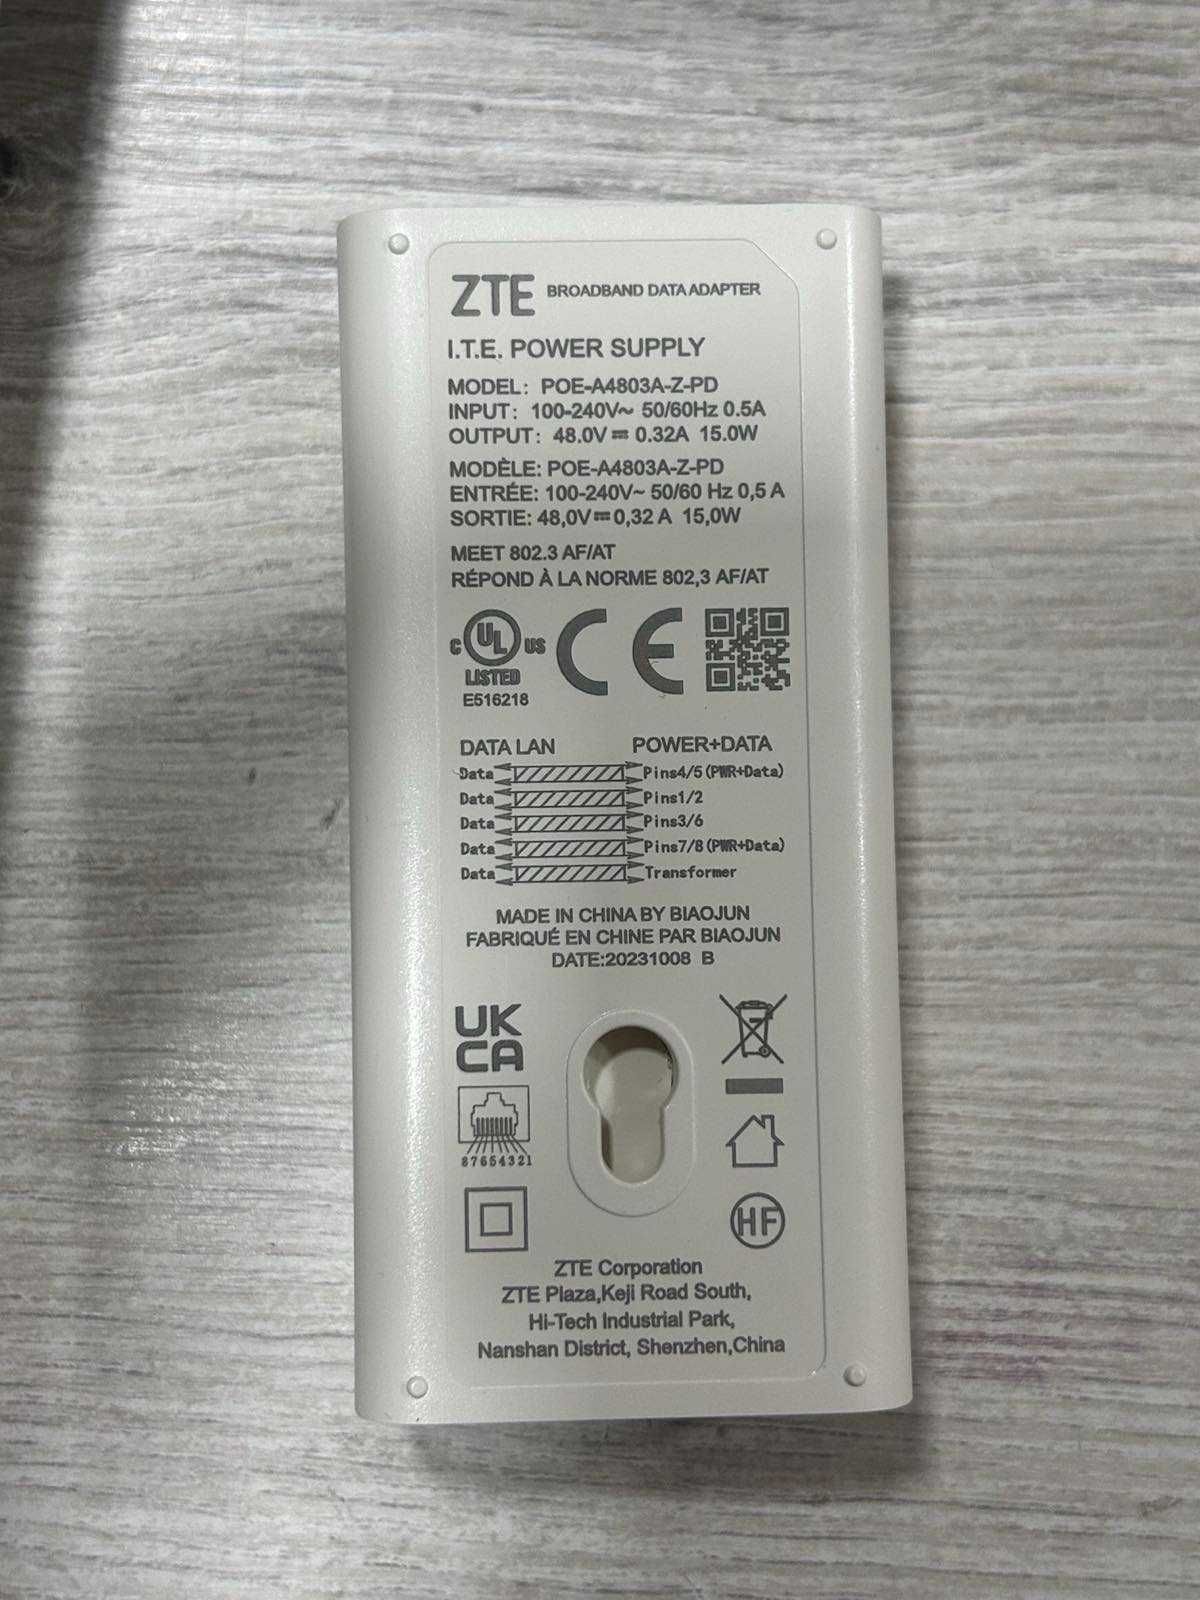 ZTE BROADBAND DATA ADAPTER
I.T.E. POWER SUPPLY
MODEL: POE-A4803A-Z-PD
INPUT: 100-240V~ 50/60Hz 0.5A
OUTPUT: 48.0V⎓ 0.32A 15.0W
MODÈLE: POE-A4803A-Z-PD
ENTRÉE: 100-240V~ 50/60 Hz 0,5 A
SORTIE: 48,0V⎓0,32 A 15,0W
MEET 802.3 AF/AT
RÉPOND À LA NORME 802,3 AF/AT
C UL US CE
LISTED
E516218
DATA LAN POWER+DATA
Data Pins4/5(PWR+Data)
Data Pins1/2
Data Pins3/6
Data Pins7/8(PWR+Data)
Data Transformer
MADE IN CHINA BY BIAOJUN
FABRIQUÉ EN CHINE PAR BIAOJUN
DATE:20231008 B
UK
CA
87654321
HF
ZTE Corporation
ZTE Plaza,Keji Road South,
Hi-Tech Industrial Park,
Nanshan District, Shenzhen,China